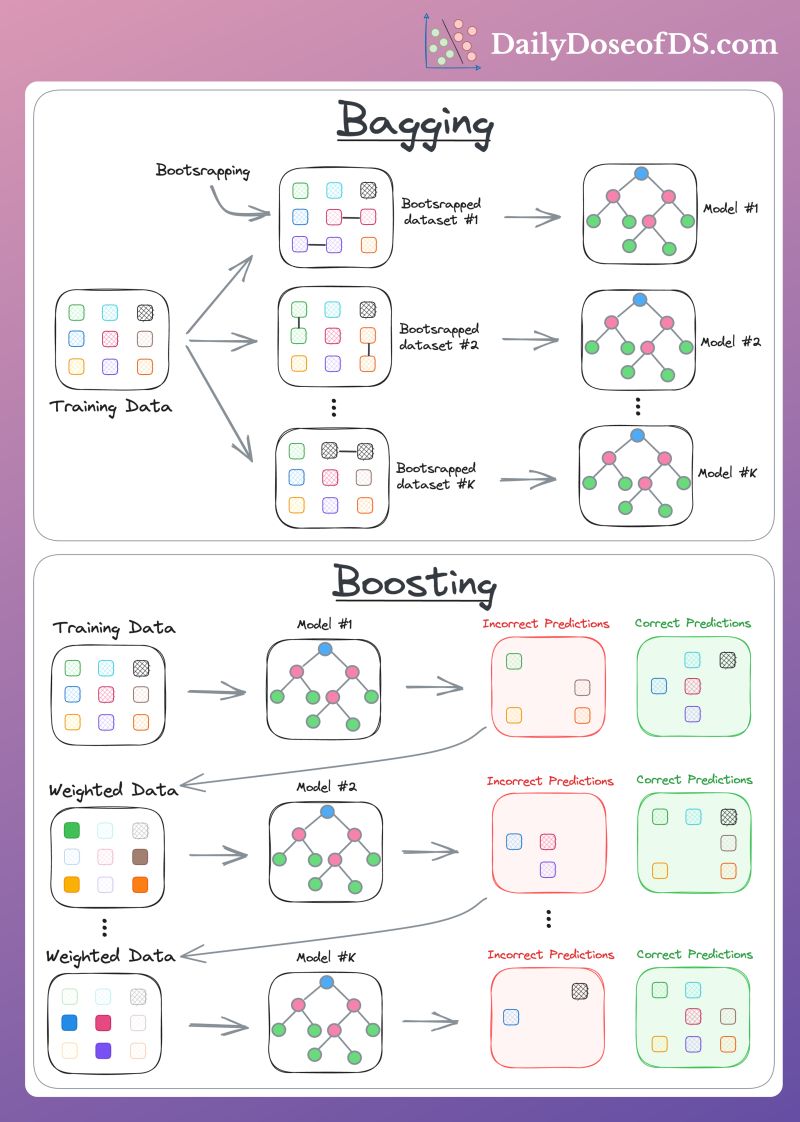 DailyDoseofDS.com
Bagging
Bootsrapping
Bootsrapped
dataset #1
Model #1
Training Data
Bootsrapped
dataset #2
Model #2
Bootsrapped
dataset #K
Model #K
Boosting
Training Data
Model #1
Incorrect Predictions
Correct Predictions
Weighted Data
Model #2
Incorrect Predictions
Correct Predictions
Weighted Data
Model #K
Incorrect Predictions
Correct Predictions